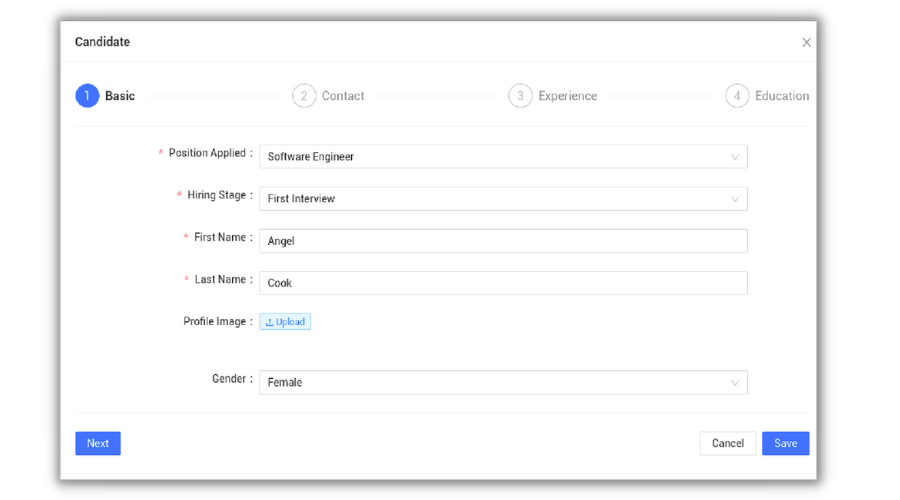 Candidate
1 Basic 2 Contact 3 Experience 4 Education
* Position Applied : Software Engineer
* Hiring Stage : First Interview
* First Name : Angel
* Last Name : Cook
Profile Image : Upload
Gender : Female
Next Cancel Save